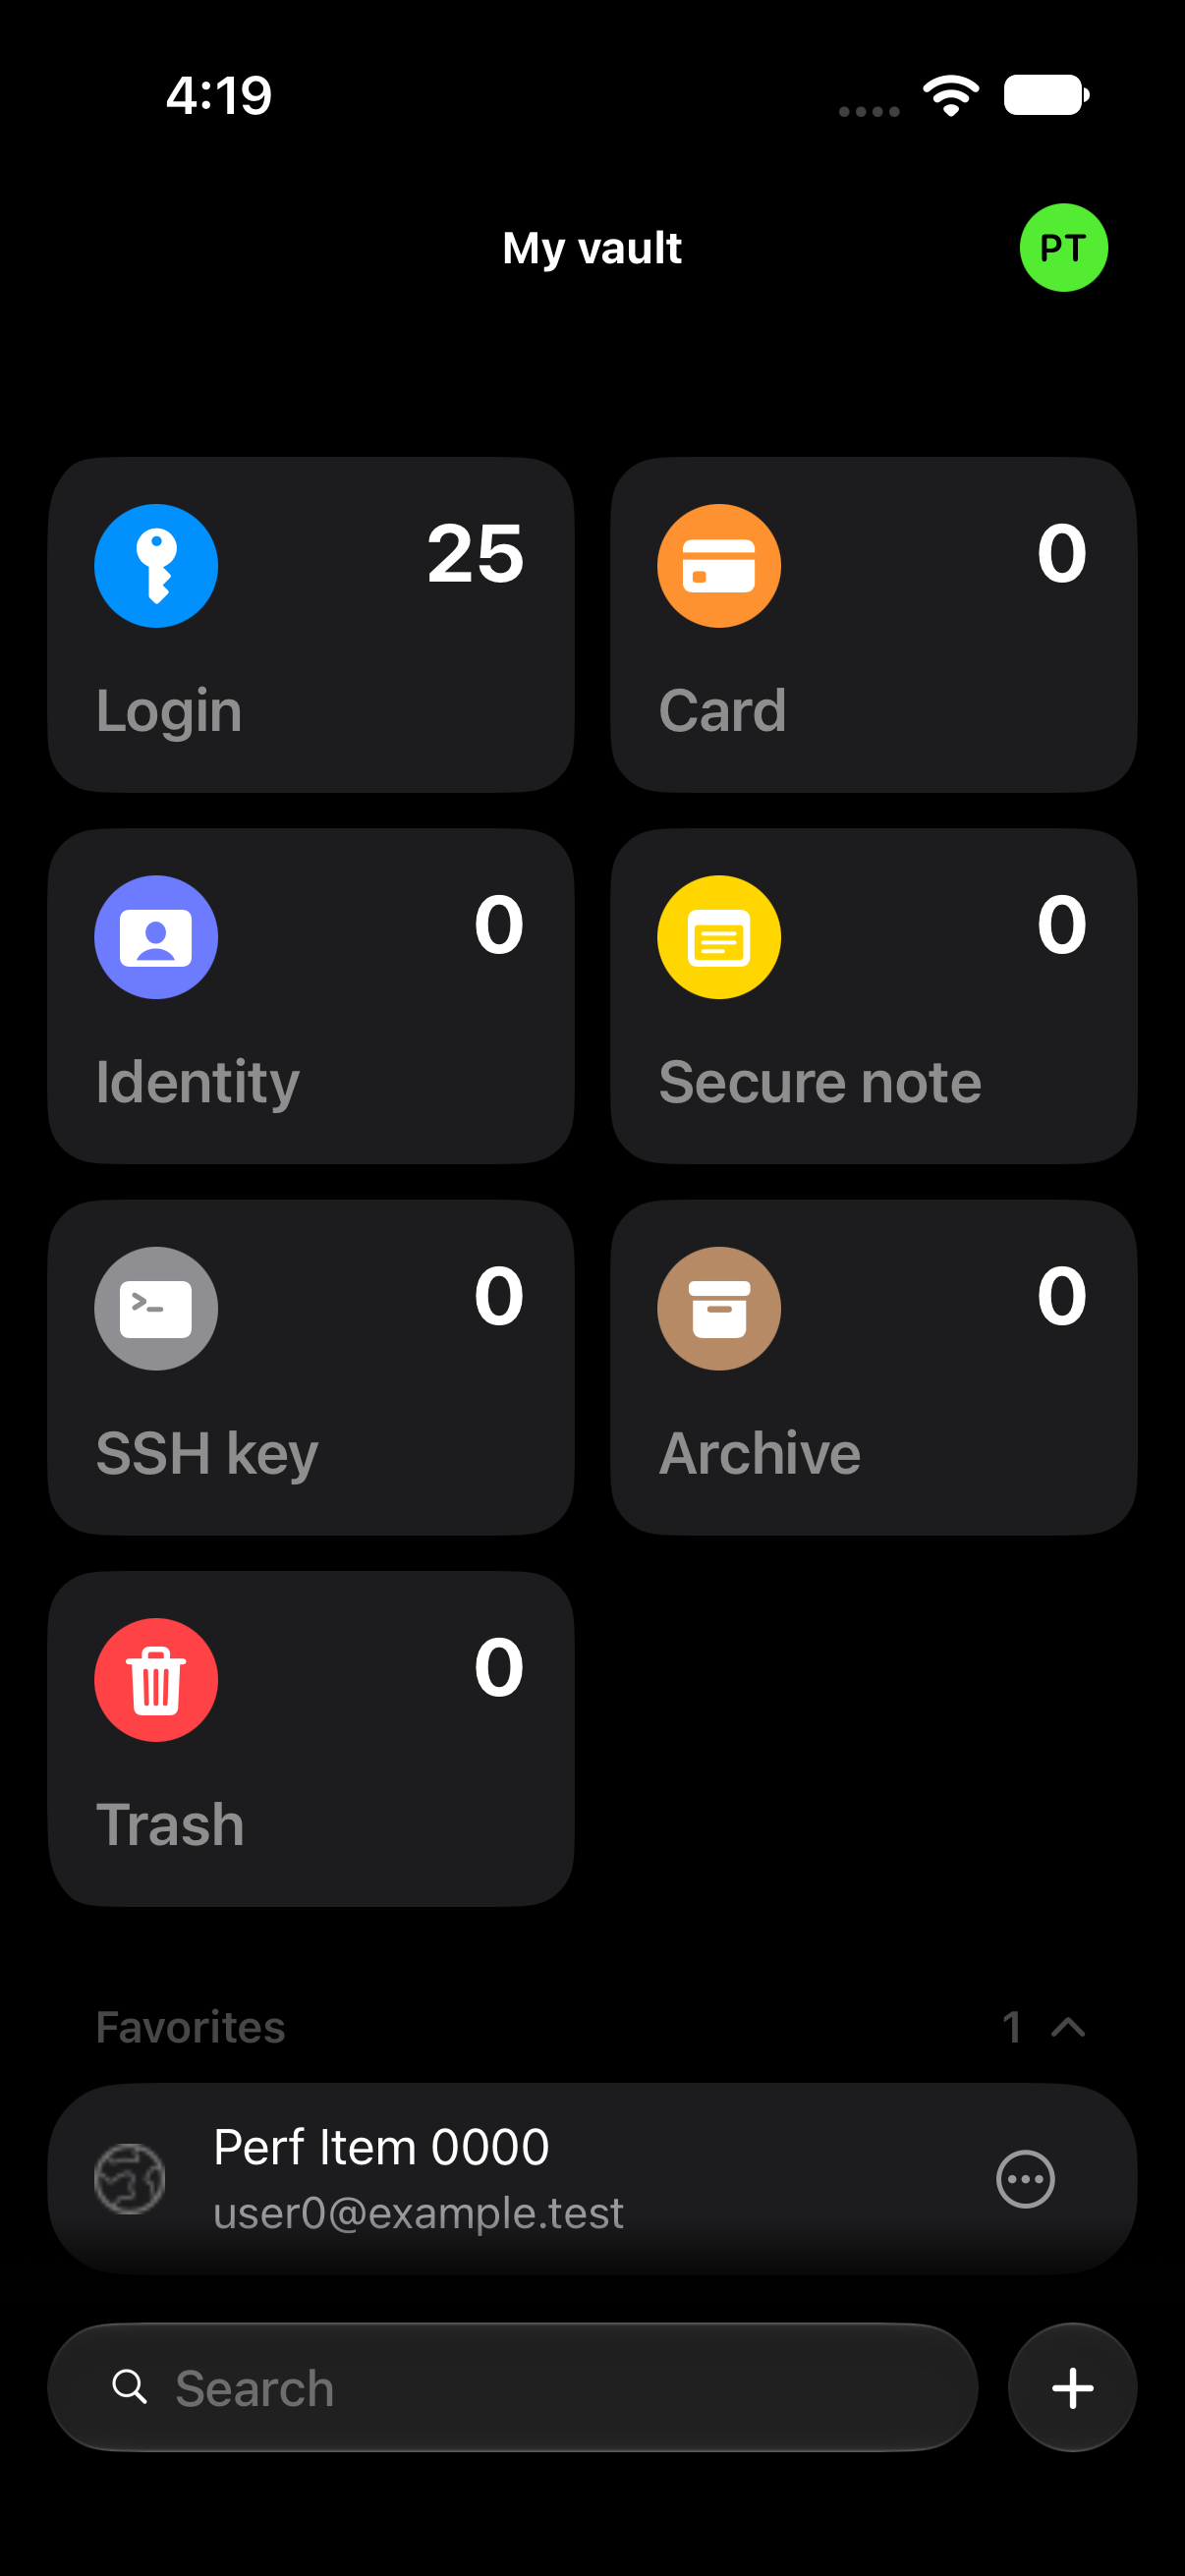 4:19
My vault
PT
25
Login
0
Card
0
Identity
0
Secure note
0
SSH key
0
Archive
0
Trash
Favorites
1
Perf Item 0000
user0@example.test
Search